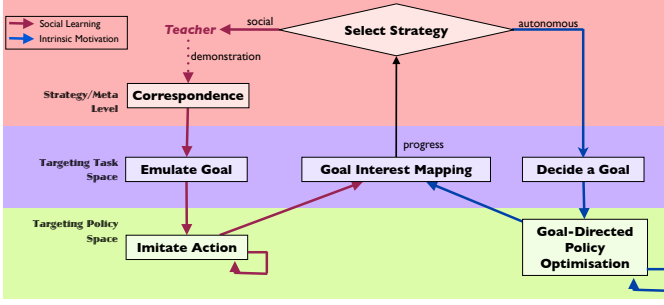 Social Learning
Intrinsic Motivation
Teacher
social
Select Strategy
autonomous
demonstration
Strategy/Meta
Level
Correspondence
progress
Targeting Task
Space
Emulate Goal
Goal Interest Mapping
Decide a Goal
Targeting Policy
Space
Imitate Action
Goal-Directed
Policy
Optimisation